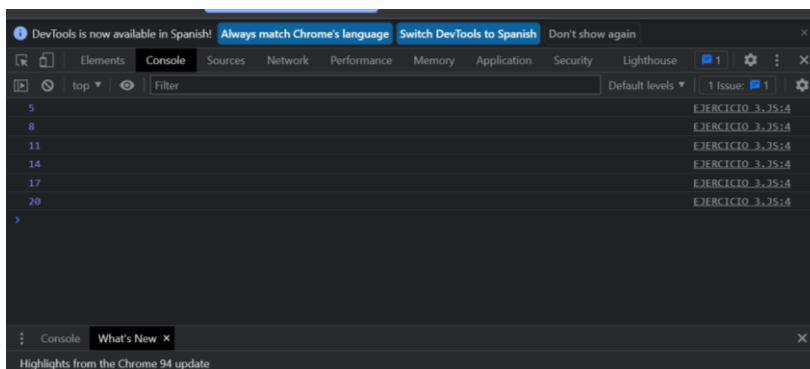 DevTools is now available in Spanish! Always match Chrome's language Switch DevTools to Spanish Don't show again
Elements Console Sources Network Performance Memory Application Security Lighthouse 1
top Filter Default levels 1 Issue: 1
5 EJERCICIO 3.JS:4
8 EJERCICIO 3.JS:4
11 EJERCICIO 3.JS:4
14 EJERCICIO 3.JS:4
17 EJERCICIO 3.JS:4
20 EJERCICIO 3.JS:4
Console What's New
Highlights from the Chrome 94 update